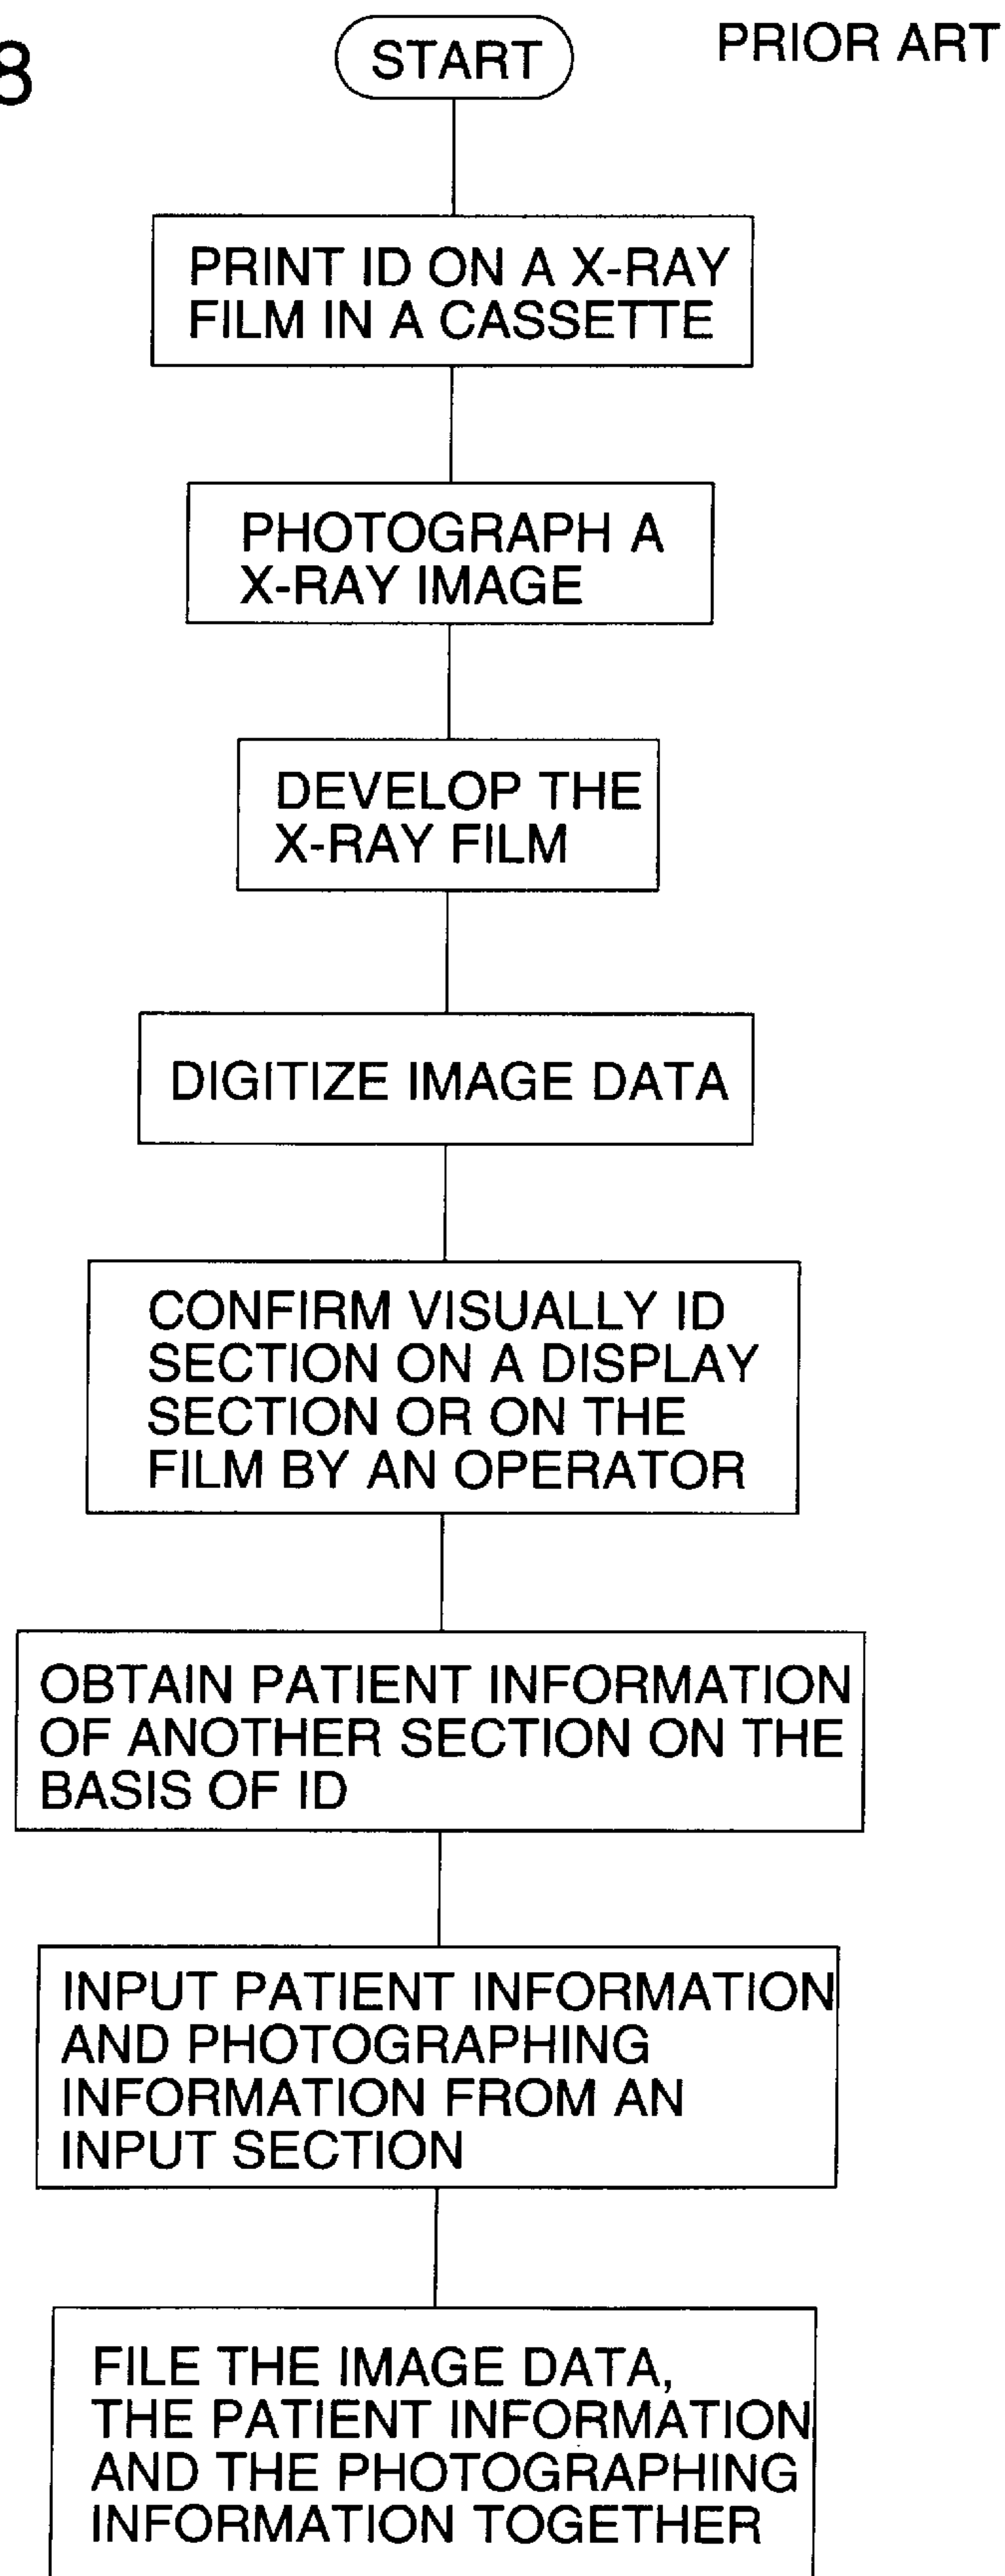 8
START
PRIOR ART
PRINT ID ON A X-RAY
FILM IN A CASSETTE
PHOTOGRAPH A
X-RAY IMAGE
DEVELOP THE
X-RAY FILM
DIGITIZE IMAGE DATA
CONFIRM VISUALLY ID
SECTION ON A DISPLAY
SECTION OR ON THE
FILM BY AN OPERATOR
OBTAIN PATIENT INFORMATION
OF ANOTHER SECTION ON THE
BASIS OF ID
INPUT PATIENT INFORMATION
AND PHOTOGRAPHING
INFORMATION FROM AN
INPUT SECTION
FILE THE IMAGE DATA,
THE PATIENT INFORMATION
AND THE PHOTOGRAPHING
INFORMATION TOGETHER